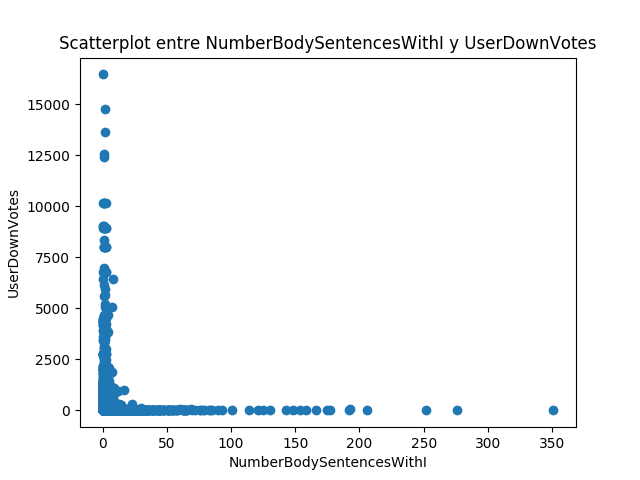 Scatterplot entre NumberBodySentencesWithI y UserDownVotes
15000
12500
10000
7500
5000
2500
0
UserDownVotes
0 50 100 150 200 250 300 350
NumberBodySentencesWithI